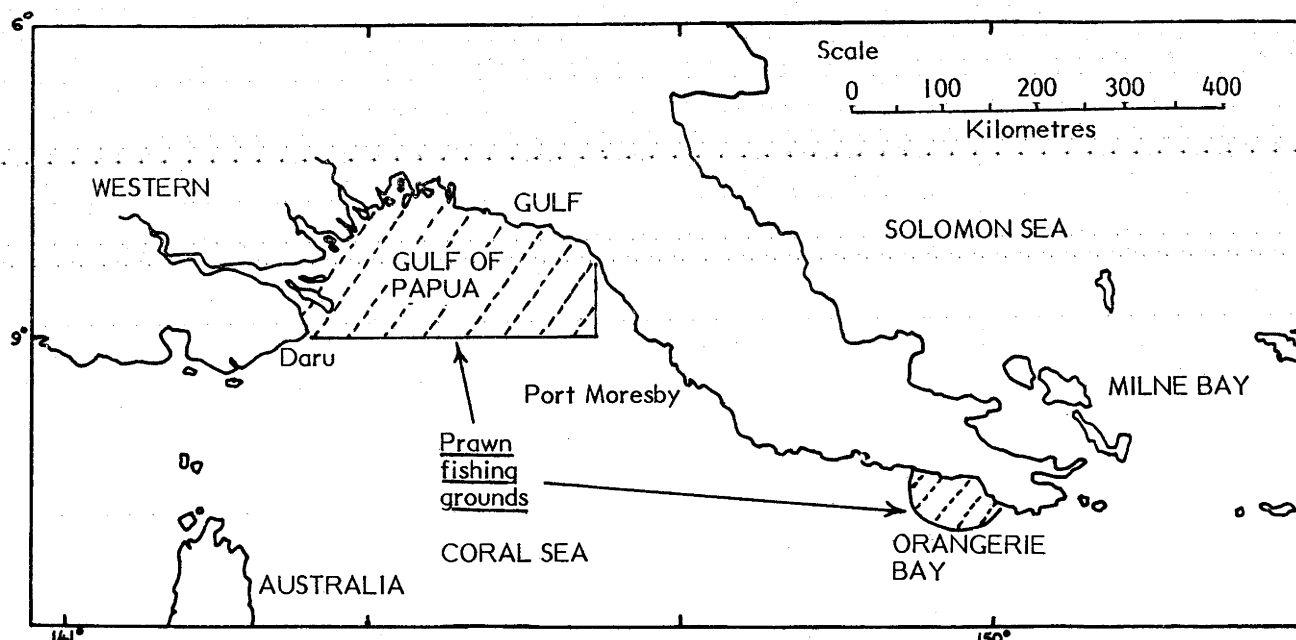 6°
Scale
0 100 200 300 400
Kilometres
WESTERN
GULF
SOLOMON SEA
GULF OF
PAPUA
9°
Daru
Port Moresby
MILNE BAY
Prawn
fishing
grounds
CORAL SEA
ORANGERIE
BAY
AUSTRALIA
141°
150°